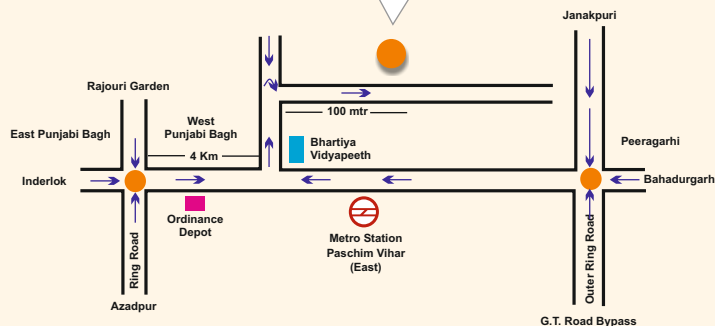 Janakpuri
Rajouri Garden
West
Punjabi Bagh
East Punjabi Bagh
100 mtr
Bhartiya
Vidyapeeth
Peeragarhi
4 Km
Inderlok
Bahadurgarh
Ordinance
Depot
Metro Station
Paschim Vihar
(East)
Ring Road
Outer Ring Road
Azadpur
G.T. Road Bypass